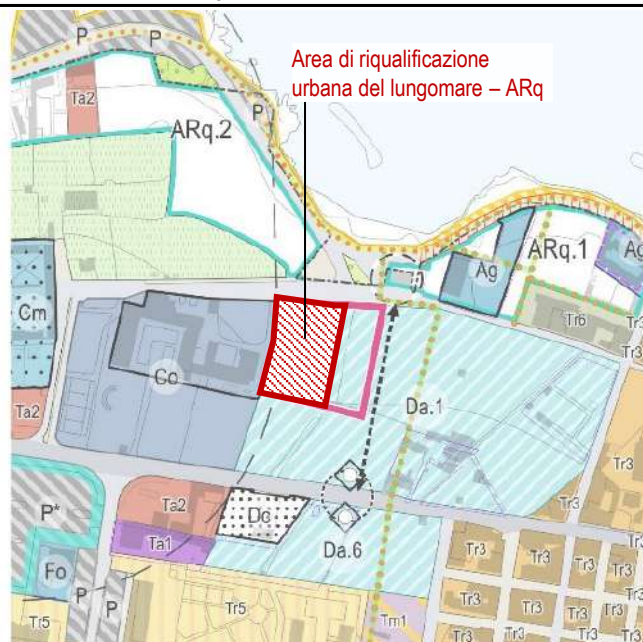 P
P
Area di riqualificazione
urbana del lungomare – ARq
Ta2
P
ARq.2
ARq.1
Ag
Ag
Cm
Tr6
Tr3
Tr3
Co
Da.1
Ta2
Tr3
Tr3
P*
Ta2
Dc
Tr3
Ta1
Da.6
Tr3
Tr3
Tr3
Fo
P
Tr3
Tr3
Tr3
Tr3
P
Tr5
Tr5
Tm1
Tr3
Tr3
Tr3